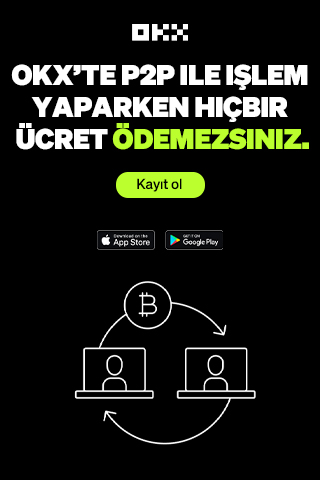 OKX
OKX'TE P2P ILE IŞLEM
YAPARKEN HIÇBIR
ÜCRET ÖDEMEZSINIZ.
Kayıt ol
Download on the
App Store
GET IT ON
Google Play